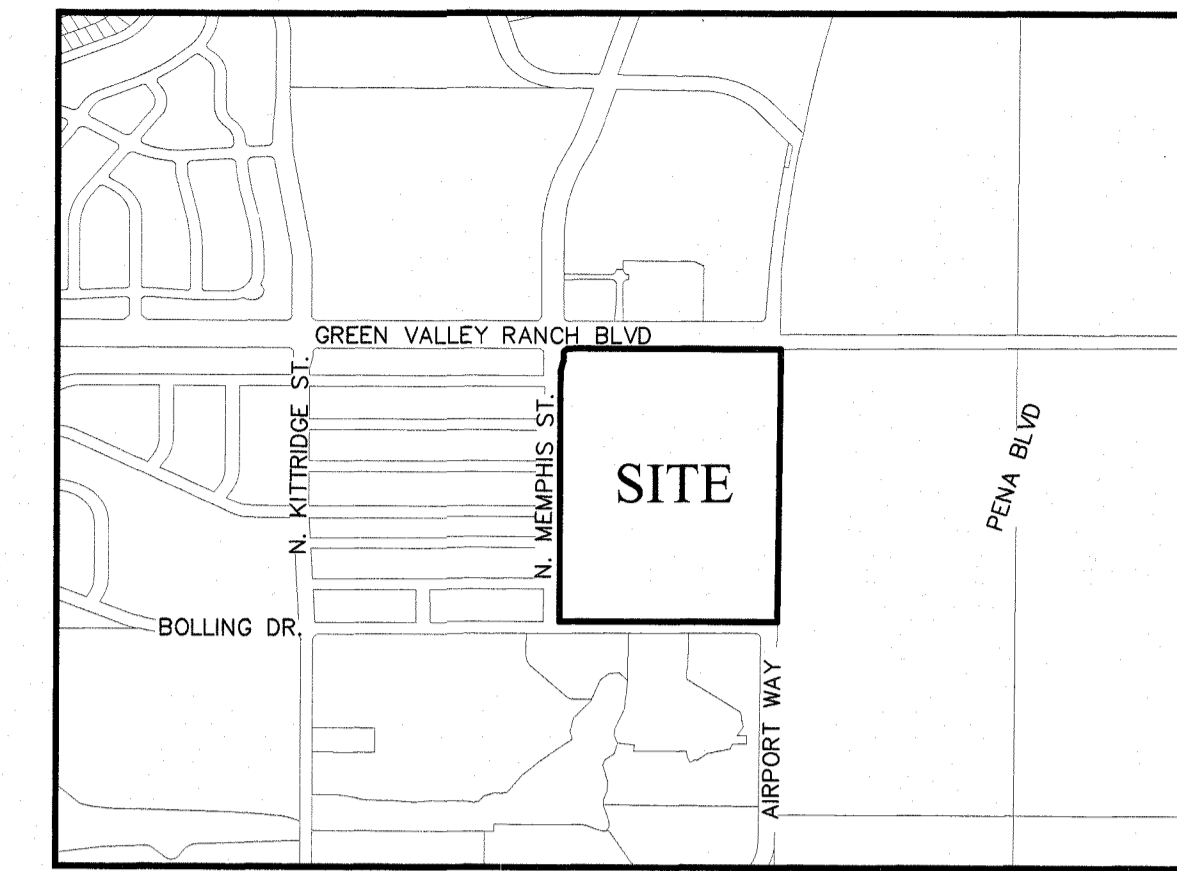 GREEN VALLEY RANCH BLVD
N. KITTRIDGE ST.
N. MEMPHIS ST.
SITE
PENA BLVD
BOLLING DR.
AIRPORT WAY